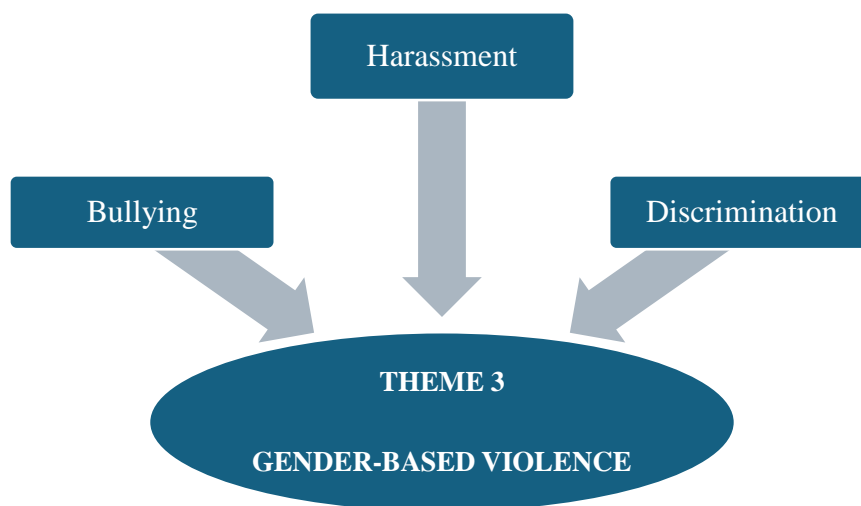 Harassment
Bullying
Discrimination
THEME 3
GENDER-BASED VIOLENCE